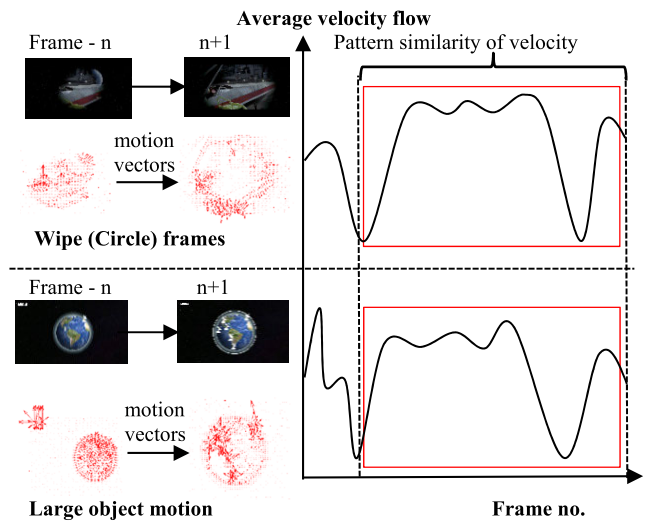 Average velocity flow
Frame - n
n+1
Pattern similarity of velocity
motion
vectors
Wipe (Circle) frames
Frame - n
n+1
motion
vectors
Large object motion
Frame no.